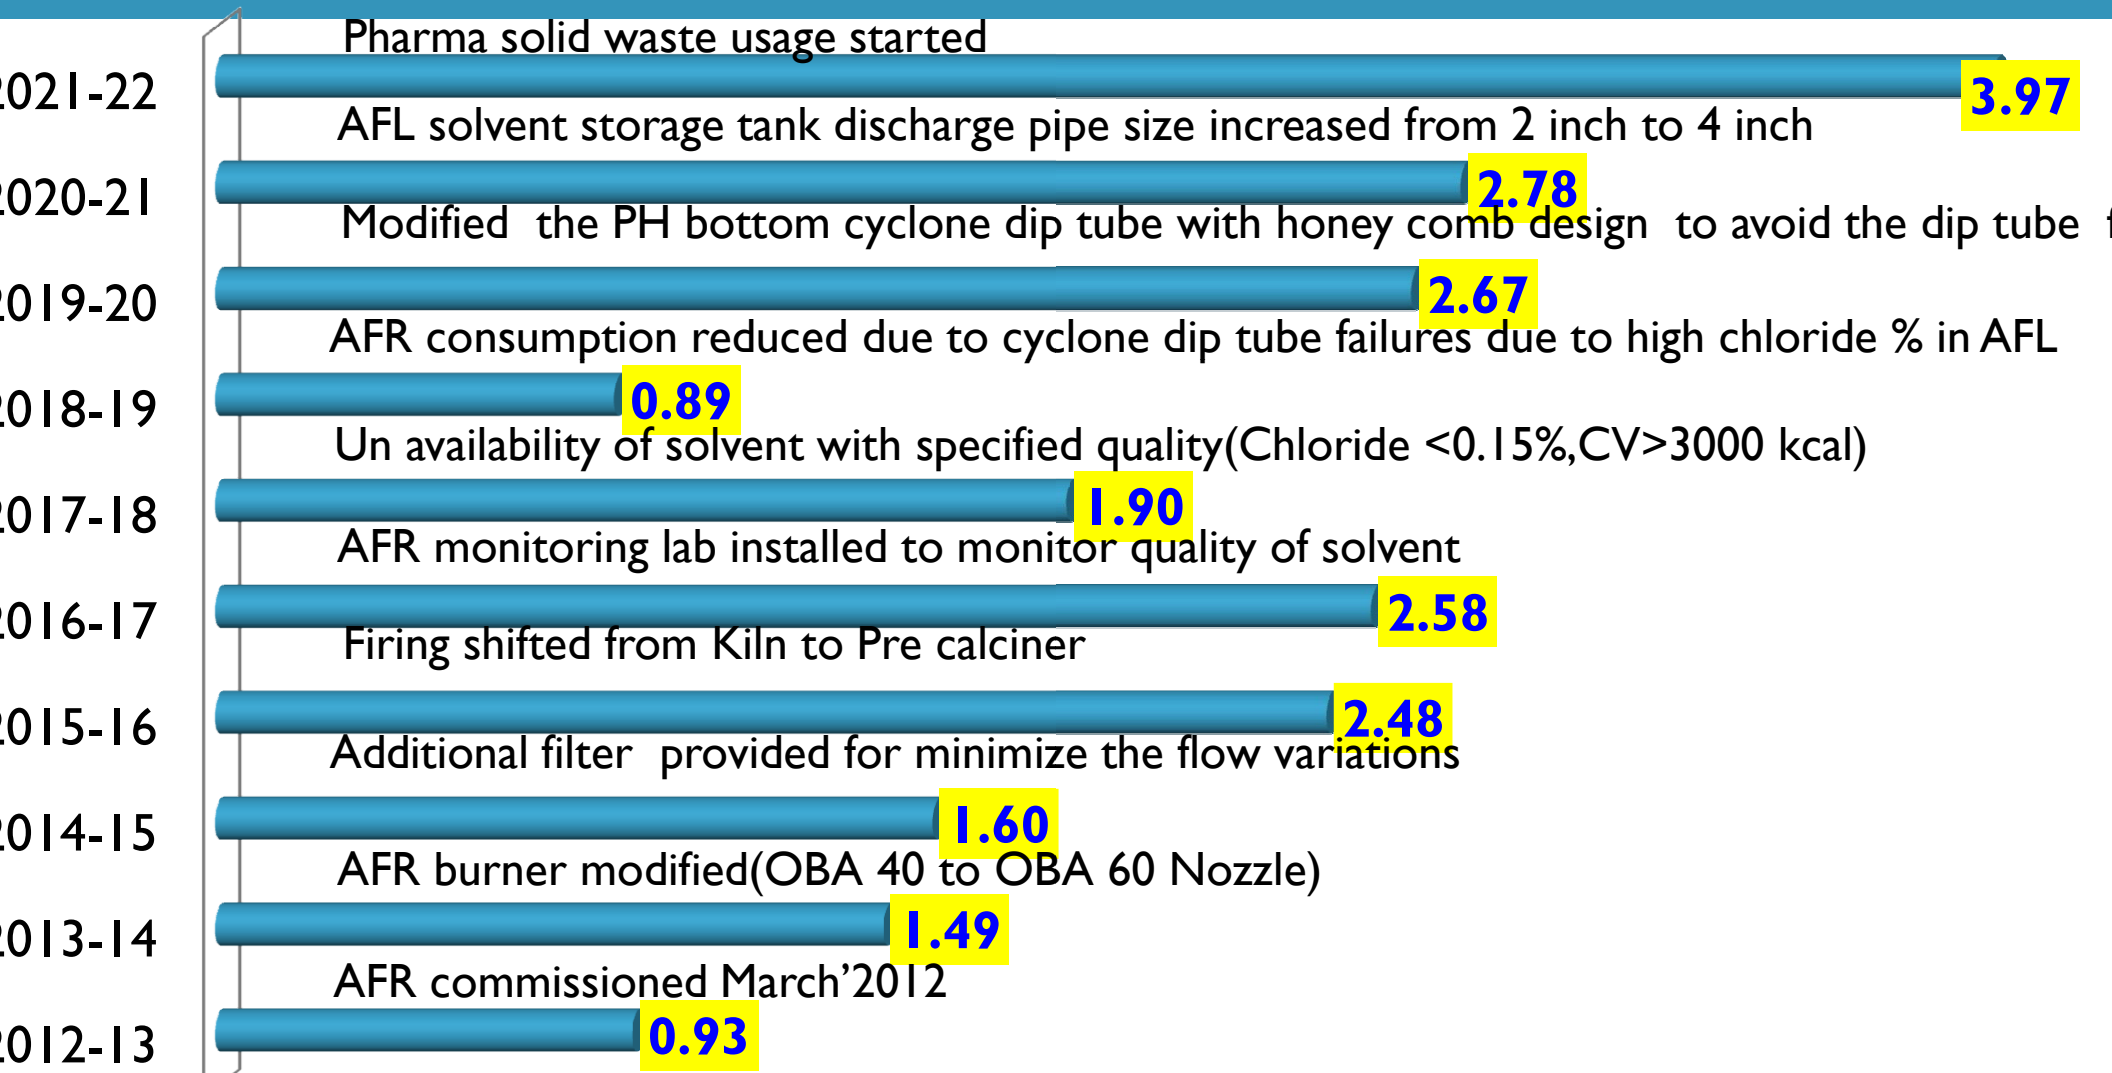 Pharma solid waste usage started
2021-22
3.97
AFL solvent storage tank discharge pipe size increased from 2 inch to 4 inch
2020-21
2.78
Modified the PH bottom cyclone dip tube with honey comb design to avoid the dip tube
2019-20
2.67
AFR consumption reduced due to cyclone dip tube failures due to high chloride % in AFL
2018-19
0.89
Un availability of solvent with specified quality(Chloride <0.15%,CV>3000 kcal)
2017-18
1.90
AFR monitoring lab installed to monitor quality of solvent
2016-17
2.58
Firing shifted from Kiln to Pre calciner
2015-16
2.48
Additional filter provided for minimize the flow variations
2014-15
1.60
AFR burner modified(OBA 40 to OBA 60 Nozzle)
2013-14
1.49
AFR commissioned March’2012
2012-13
0.93